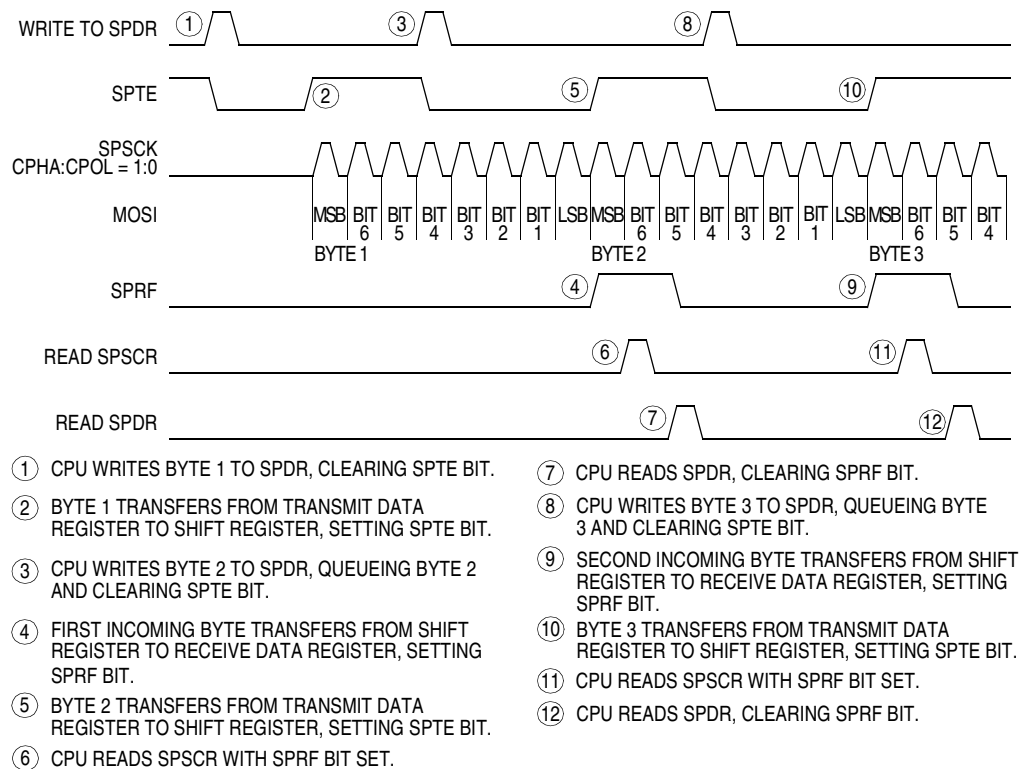 WRITE TO SPDR
1
3
8
SPTE
2
5
10
SPSCK
CPHA:CPOL = 1:0
MOSI
MSB BIT BIT BIT BIT BIT BIT LSB MSB BIT BIT BIT BIT BIT BIT LSB MSB BIT BIT BIT
6 5 4 3 2 1 6 5 4 3 2 1 6 5 4
BYTE 1 BYTE 2 BYTE 3
SPRF
4
9
READ SPSCR
6
11
READ SPDR
7
12
1 CPU WRITES BYTE 1 TO SPDR, CLEARING SPTE BIT.
2 BYTE 1 TRANSFERS FROM TRANSMIT DATA
REGISTER TO SHIFT REGISTER, SETTING SPTE BIT.
3 CPU WRITES BYTE 2 TO SPDR, QUEUEING BYTE 2
AND CLEARING SPTE BIT.
4 FIRST INCOMING BYTE TRANSFERS FROM SHIFT
REGISTER TO RECEIVE DATA REGISTER, SETTING
SPRF BIT.
5 BYTE 2 TRANSFERS FROM TRANSMIT DATA
REGISTER TO SHIFT REGISTER, SETTING SPTE BIT.
6 CPU READS SPSCR WITH SPRF BIT SET.
7 CPU READS SPDR, CLEARING SPRF BIT.
8 CPU WRITES BYTE 3 TO SPDR, QUEUEING BYTE
3 AND CLEARING SPTE BIT.
9 SECOND INCOMING BYTE TRANSFERS FROM SHIFT
REGISTER TO RECEIVE DATA REGISTER, SETTING
SPRF BIT.
10 BYTE 3 TRANSFERS FROM TRANSMIT DATA
REGISTER TO SHIFT REGISTER, SETTING SPTE BIT.
11 CPU READS SPSCR WITH SPRF BIT SET.
12 CPU READS SPDR, CLEARING SPRF BIT.